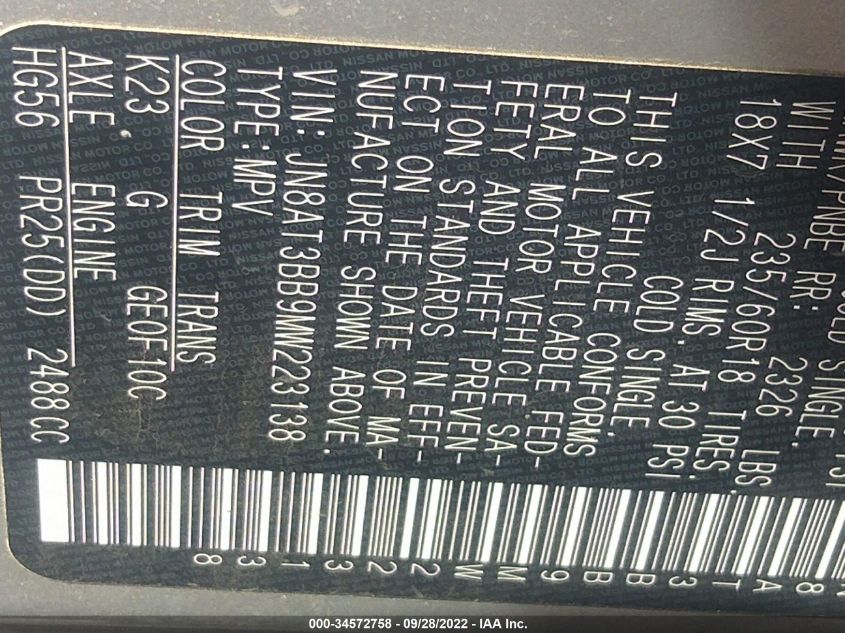 WITH RR: 2326 LBS.
235/60R18 TIRES,
18X7 1/2J RIMS, AT 30 PSi
COLD SINGLE.
THIS VEHICLE CONFORMS
TO ALL APPLICABLE FED-
ERAL MOTOR VEHICLE SA-
FETY AND THEFT PREVEN-
TION STANDARDS IN EFF-
ECT ON THE DATE OF MA-
NUFACTURE SHOWN ABOVE.
VIN: JN8AT3BB9MW223138
TYPE:MPV
COLOR TRIM TRANS
K23, G GEOF10C
AXLE ENGINE
HG56 PR25(DD) 2488CC
N8AT3BB9MW223138
000-34572758 - 09/28/2022 - IAA Inc.